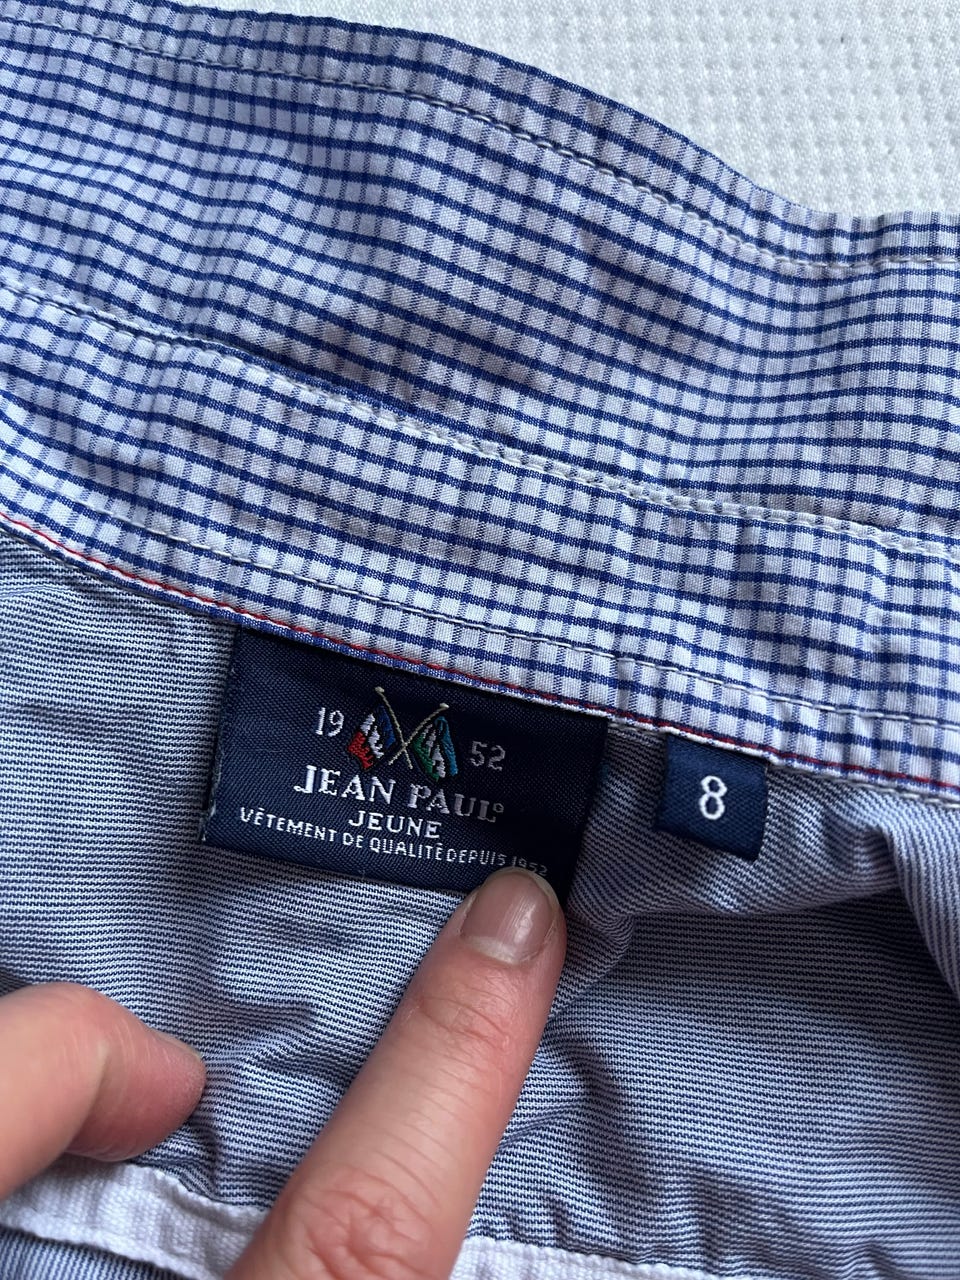 19 52
JEAN PAUL°
JEUNE
VÊTEMENT DE QUALITÉ DEPUIS 1952
8